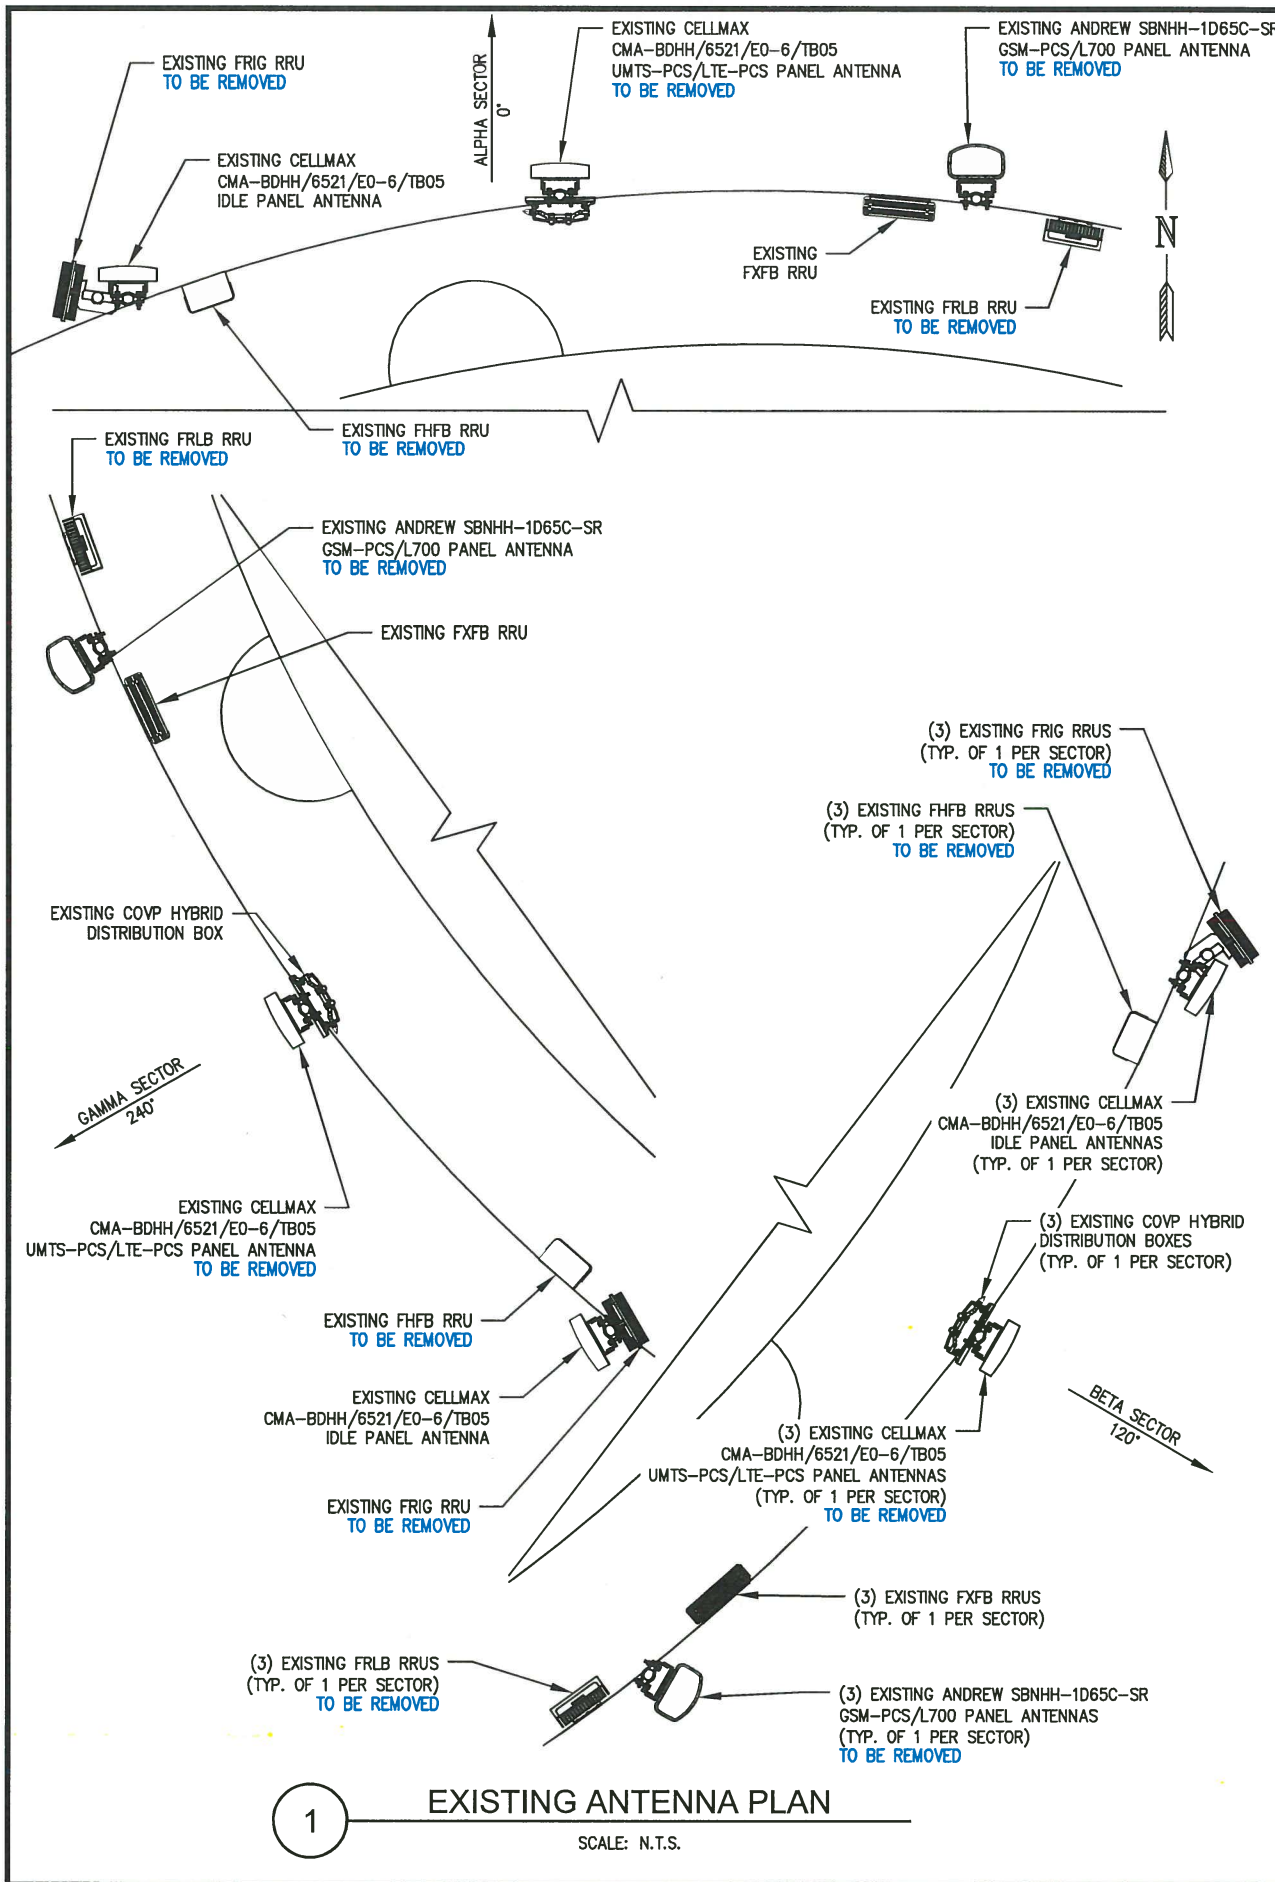 EXISTING FRIG RRU
TO BE REMOVED
EXISTING CELLMAX
CMA-BDHH/6521/E0-6/TB05
IDLE PANEL ANTENNA
ALPHA SECTOR
0°
EXISTING CELLMAX
CMA-BDHH/6521/E0-6/TB05
UMTS-PCS/LTE-PCS PANEL ANTENNA
TO BE REMOVED
EXISTING ANDREW SBNHH-1D65C-SR
GSM-PCS/L700 PANEL ANTENNA
TO BE REMOVED
N
EXISTING
FXFB RRU
EXISTING FRLB RRU
TO BE REMOVED
EXISTING FHFB RRU
TO BE REMOVED
EXISTING FRLB RRU
TO BE REMOVED
EXISTING ANDREW SBNHH-1D65C-SR
GSM-PCS/L700 PANEL ANTENNA
TO BE REMOVED
EXISTING FXFB RRU
EXISTING COVP HYBRID
DISTRIBUTION BOX
GAMMA SECTOR
240°
EXISTING CELLMAX
CMA-BDHH/6521/E0-6/TB05
UMTS-PCS/LTE-PCS PANEL ANTENNA
TO BE REMOVED
EXISTING FHFB RRU
TO BE REMOVED
EXISTING CELLMAX
CMA-BDHH/6521/E0-6/TB05
IDLE PANEL ANTENNA
EXISTING FRIG RRU
TO BE REMOVED
(3) EXISTING FRIG RRUS
(TYP. OF 1 PER SECTOR)
TO BE REMOVED
(3) EXISTING FHFB RRUS
(TYP. OF 1 PER SECTOR)
TO BE REMOVED
(3) EXISTING CELLMAX
CMA-BDHH/6521/E0-6/TB05
IDLE PANEL ANTENNAS
(TYP. OF 1 PER SECTOR)
(3) EXISTING COVP HYBRID
DISTRIBUTION BOXES
(TYP. OF 1 PER SECTOR)
BETA SECTOR
120°
(3) EXISTING CELLMAX
CMA-BDHH/6521/E0-6/TB05
UMTS-PCS/LTE-PCS PANEL ANTENNAS
(TYP. OF 1 PER SECTOR)
TO BE REMOVED
(3) EXISTING FXFB RRUS
(TYP. OF 1 PER SECTOR)
(3) EXISTING FRLB RRUS
(TYP. OF 1 PER SECTOR)
TO BE REMOVED
(3) EXISTING ANDREW SBNHH-1D65C-SR
GSM-PCS/L700 PANEL ANTENNAS
(TYP. OF 1 PER SECTOR)
TO BE REMOVED
1
EXISTING ANTENNA PLAN
SCALE: N.T.S.